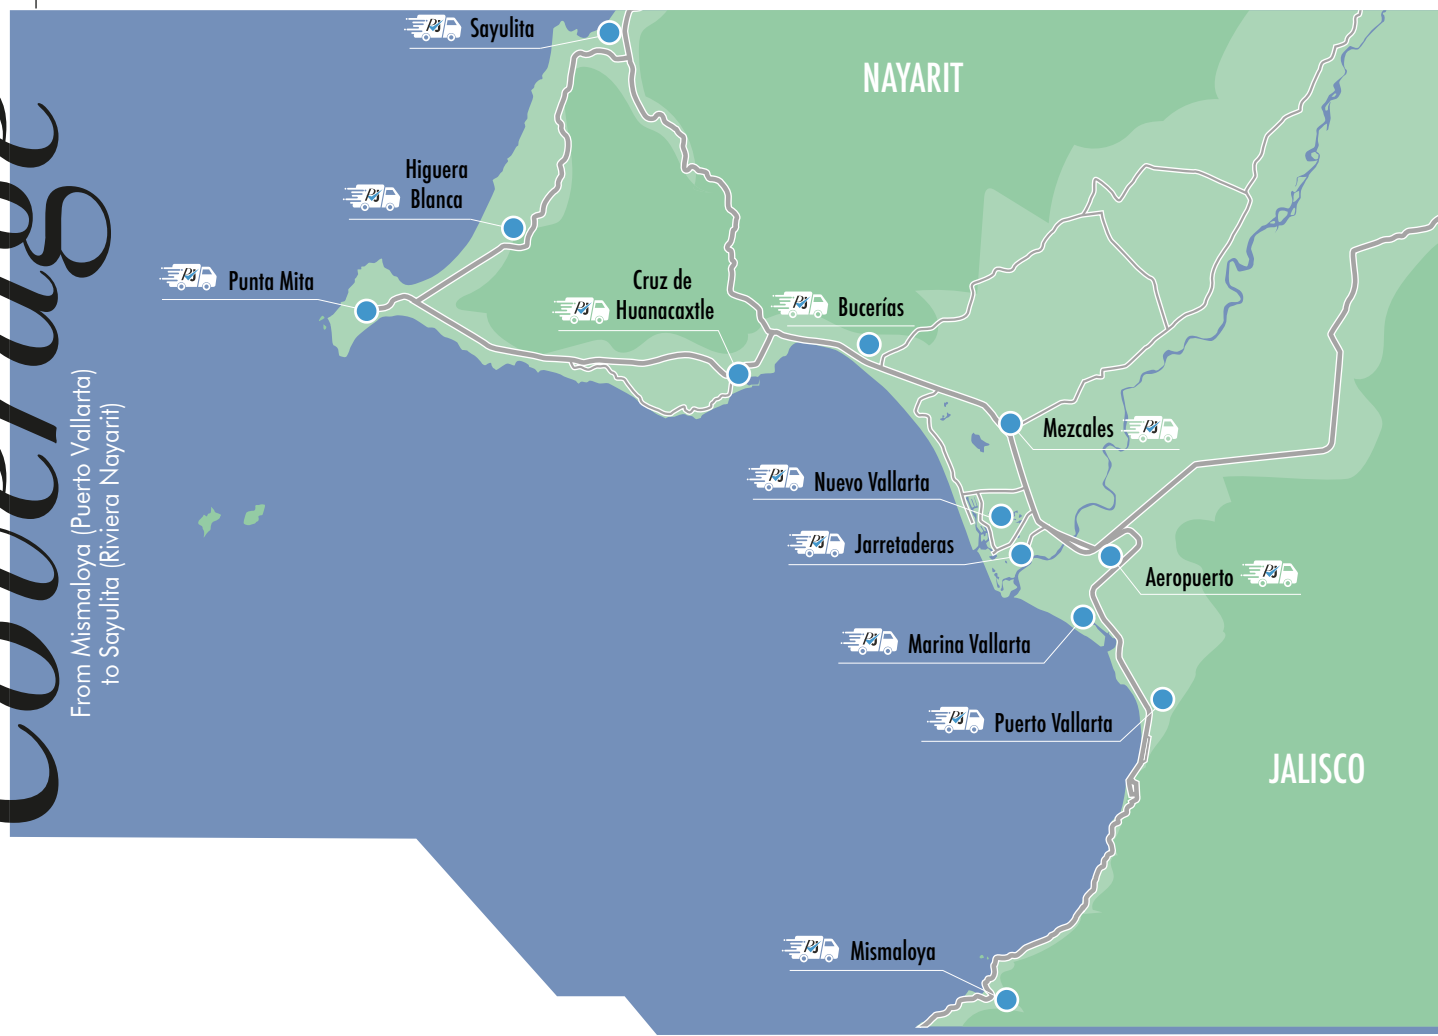 Coverage
From Mismaloya (Puerto Vallarta)
to Sayulita (Riviera Nayarit)
Sayulita
NAYARIT
Higuera
Blanca
Punta Mita
Cruz de
Huanacaxtle
Bucerías
Mezcales
Nuevo Vallarta
Jarretaderas
Aeropuerto
Marina Vallarta
Puerto Vallarta
JALISCO
Mismaloya